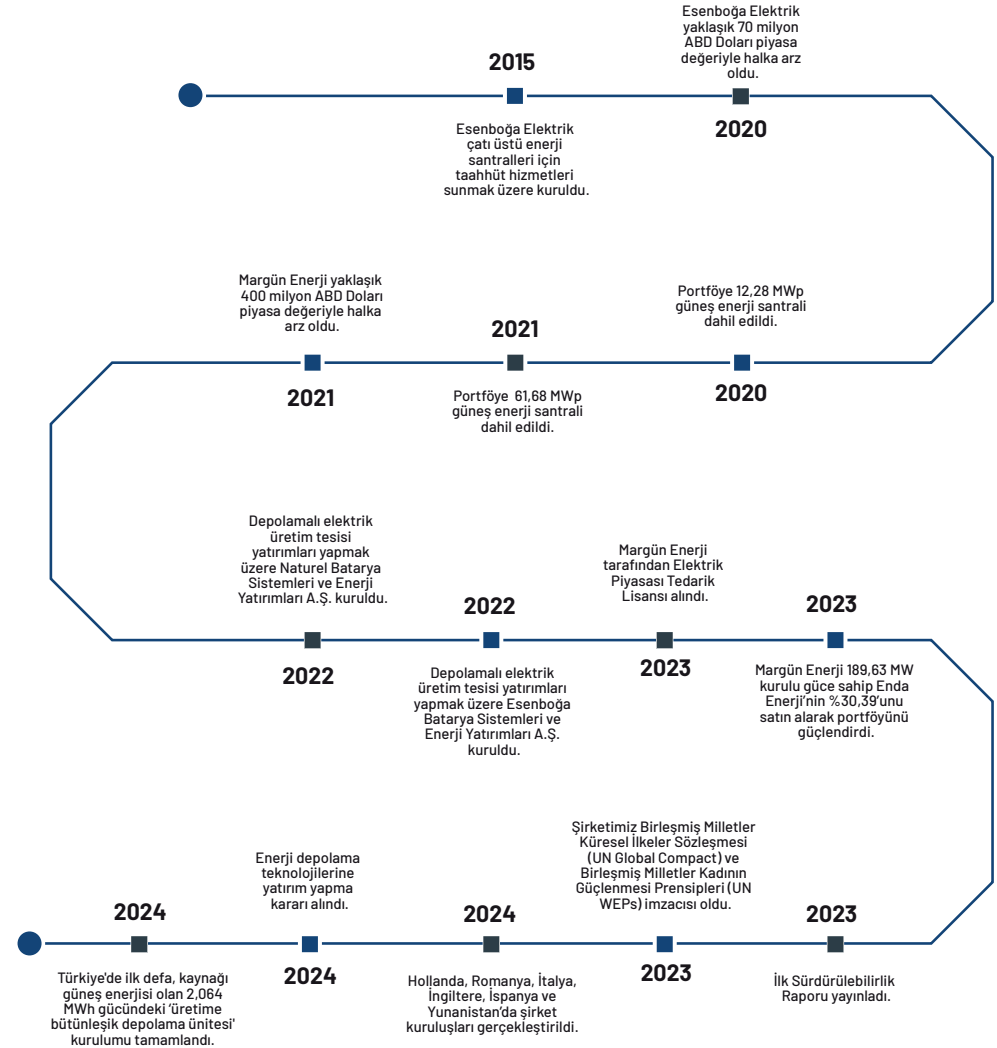 2015
Esenboğa Elektrik
çatı üstü enerji
santralleri için
taahhüt hizmetleri
sunmak üzere kuruldu.
Esenboğa Elektrik
yaklaşık 70 milyon
ABD Doları piyasa
değeriyle halka arz
oldu.
2020
Portföye 12,28 MWp
güneş enerji santrali
dahil edildi.
2020
2021
Portföye 61,68 MWp
güneş enerji santrali
dahil edildi.
Margün Enerji yaklaşık
400 milyon ABD Doları
piyasa değeriyle halka
arz oldu.
2021
Depolamalı elektrik
üretim tesisi
yatırımları yapmak
üzere Naturel Batarya
Sistemleri ve Enerji
Yatırımları A.Ş. kuruldu.
2022
2022
Depolamalı elektrik
üretim tesisi yatırımları
yapmak üzere Esenboğa
Batarya Sistemleri ve
Enerji Yatırımları A.Ş.
kuruldu.
Margün Enerji
tarafından Elektrik
Piyasası Tedarik
Lisansı alındı.
2023
2023
Margün Enerji 189,63 MW
kurulu güce sahip Enda
Enerji’nin %30,39’unu
satın alarak portföyünü
güçlendirdi.
2023
İlk Sürdürülebilirlik
Raporu yayınladı.
Şirketimiz Birleşmiş Milletler
Küresel İlkeler Sözleşmesi
(UN Global Compact) ve
Birleşmiş Milletler Kadının
Güçlenmesi Prensipleri (UN
WEPs) imzacısı oldu.
2023
2024
Hollanda, Romanya, İtalya,
İngiltere, İspanya ve
Yunanistan’da şirket
kuruluşları gerçekleştirildi.
Enerji depolama
teknolojilerine
yatırım yapma
kararı alındı.
2024
2024
Türkiye'de ilk defa, kaynağı
güneş enerjisi olan 2,064
MWh gücündeki ‘üretime
bütünleşik depolama ünitesi'
kurulumu tamamlandı.